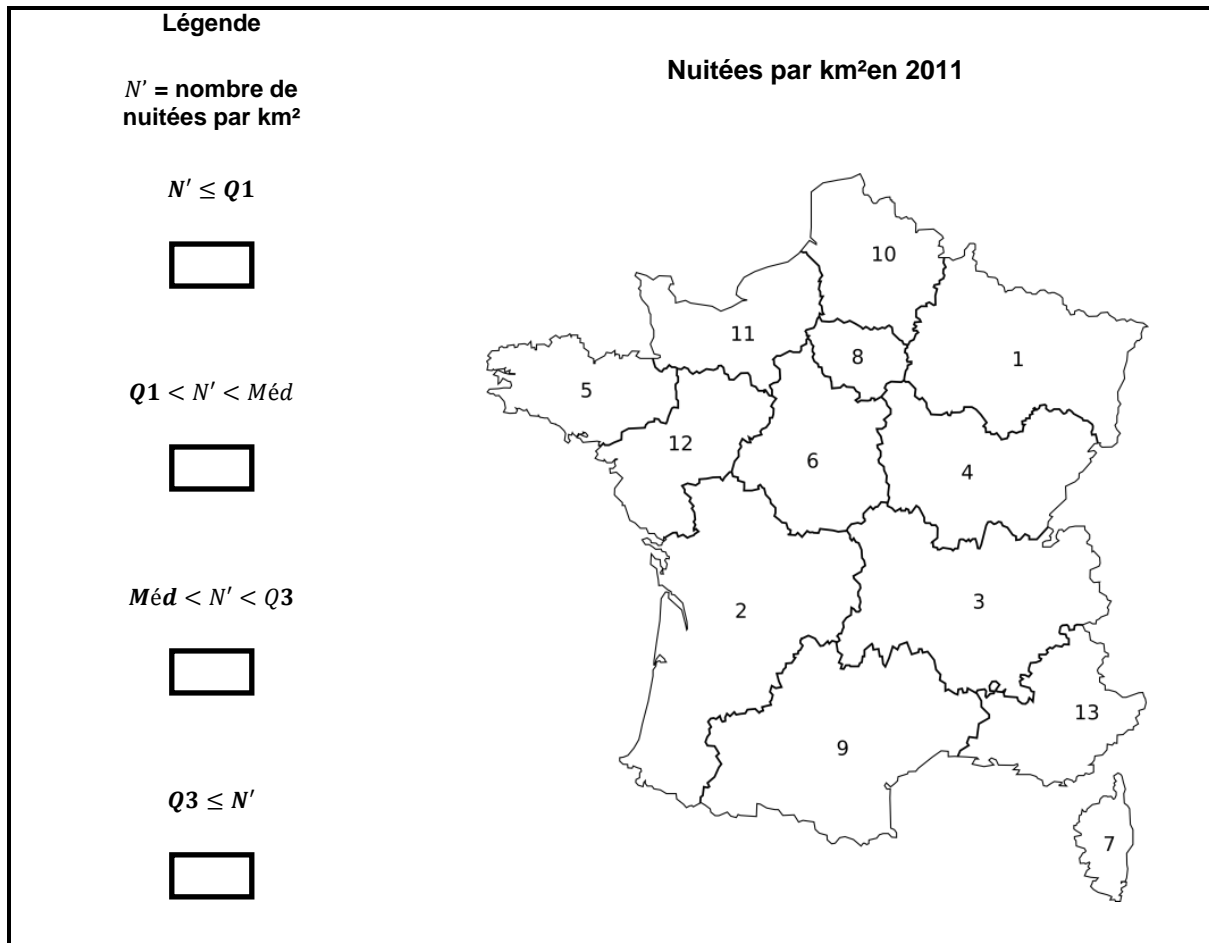 Légende
Nuitées par km²en 2011
N' = nombre de
nuitées par km²
N′ ≤ Q1
Q1 < N′ < Méd
Méd < N′ < Q3
Q3 ≤ N′
10
11
8
1
5
12
6
4
2
3
13
9
7